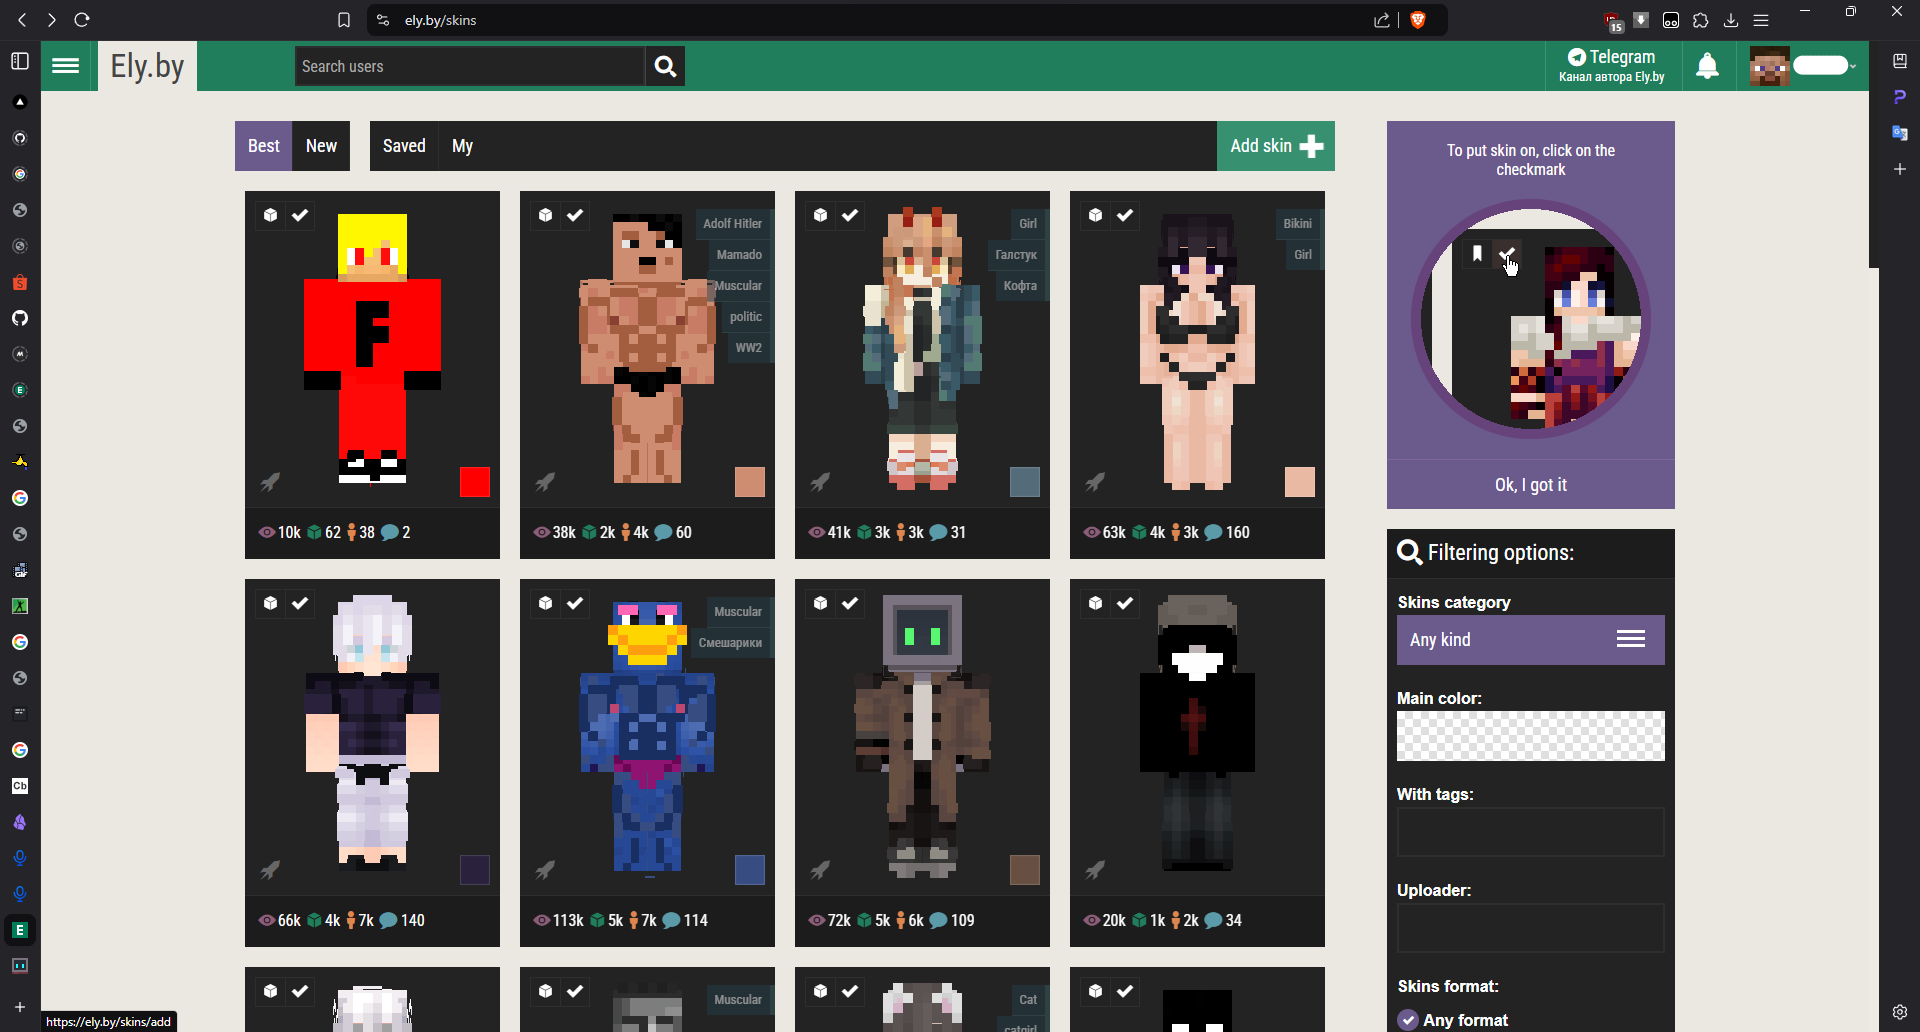 ely.by/skins
15
Ely.by
Search users
Telegram
Канал автора Ely.by
Best
New
Saved
My
Add skin
To put skin on, click on the
checkmark
Ok, I got it
Adolf Hitler
Mamado
Muscular
politic
WW2
Girl
Галстук
Кофта
Bikini
Girl
10k 62 38 2
38k 2k 4k 60
41k 3k 3k 31
63k 4k 3k 160
Muscular
Смешарики
66k 4k 7k 140
113k 5k 7k 114
72k 5k 6k 109
20k 1k 2k 34
Muscular
Cat
catgirl
Filtering options:
Skins category
Any kind
Main color:
With tags:
Uploader:
Skins format:
Any format
Cb
E
https://ely.by/skins/add